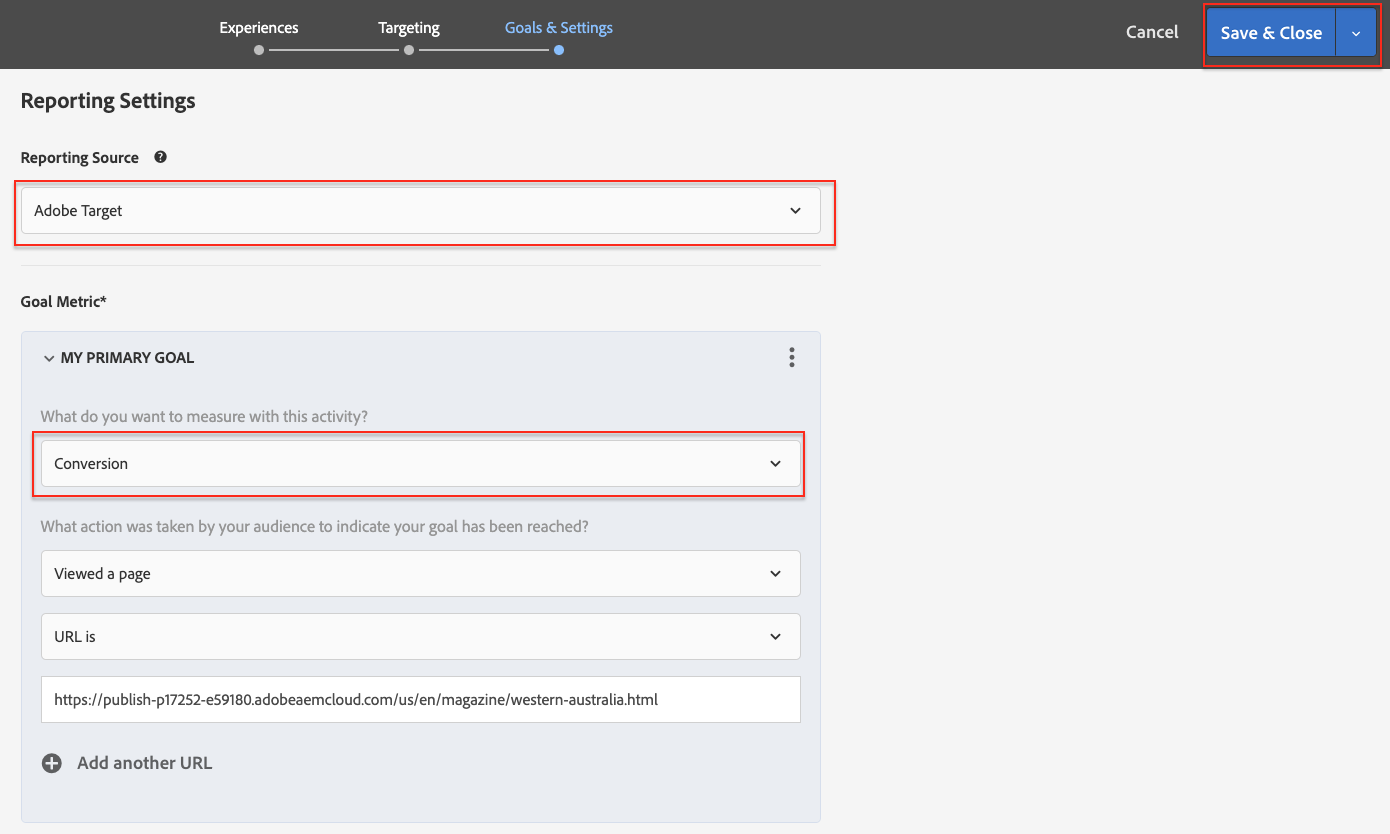 Experiences
Targeting
Goals & Settings
Cancel
Save & Close
Reporting Settings
Reporting Source
Adobe Target
Goal Metric*
MY PRIMARY GOAL
What do you want to measure with this activity?
Conversion
What action was taken by your audience to indicate your goal has been reached?
Viewed a page
URL is
https://publish-p17252-e59180.adobeaemcloud.com/us/en/magazine/western-australia.html
Add another URL